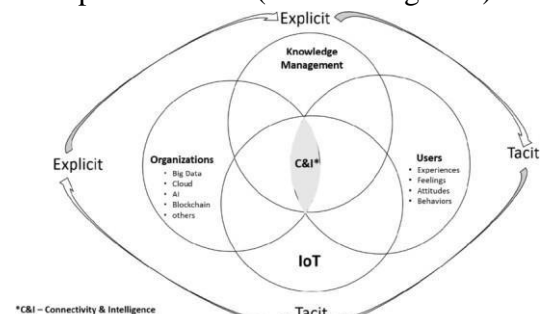 Explicit
Knowledge
Management
Explicit
Organizations
• Big Data
• Cloud
• AI
• Blockchain
• others
C&I*
Users
• Experiences
• Feelings
• Attitudes
• Behaviors
Tacit
IoT
*C&I – Connectivity & Intelligence
Tacit